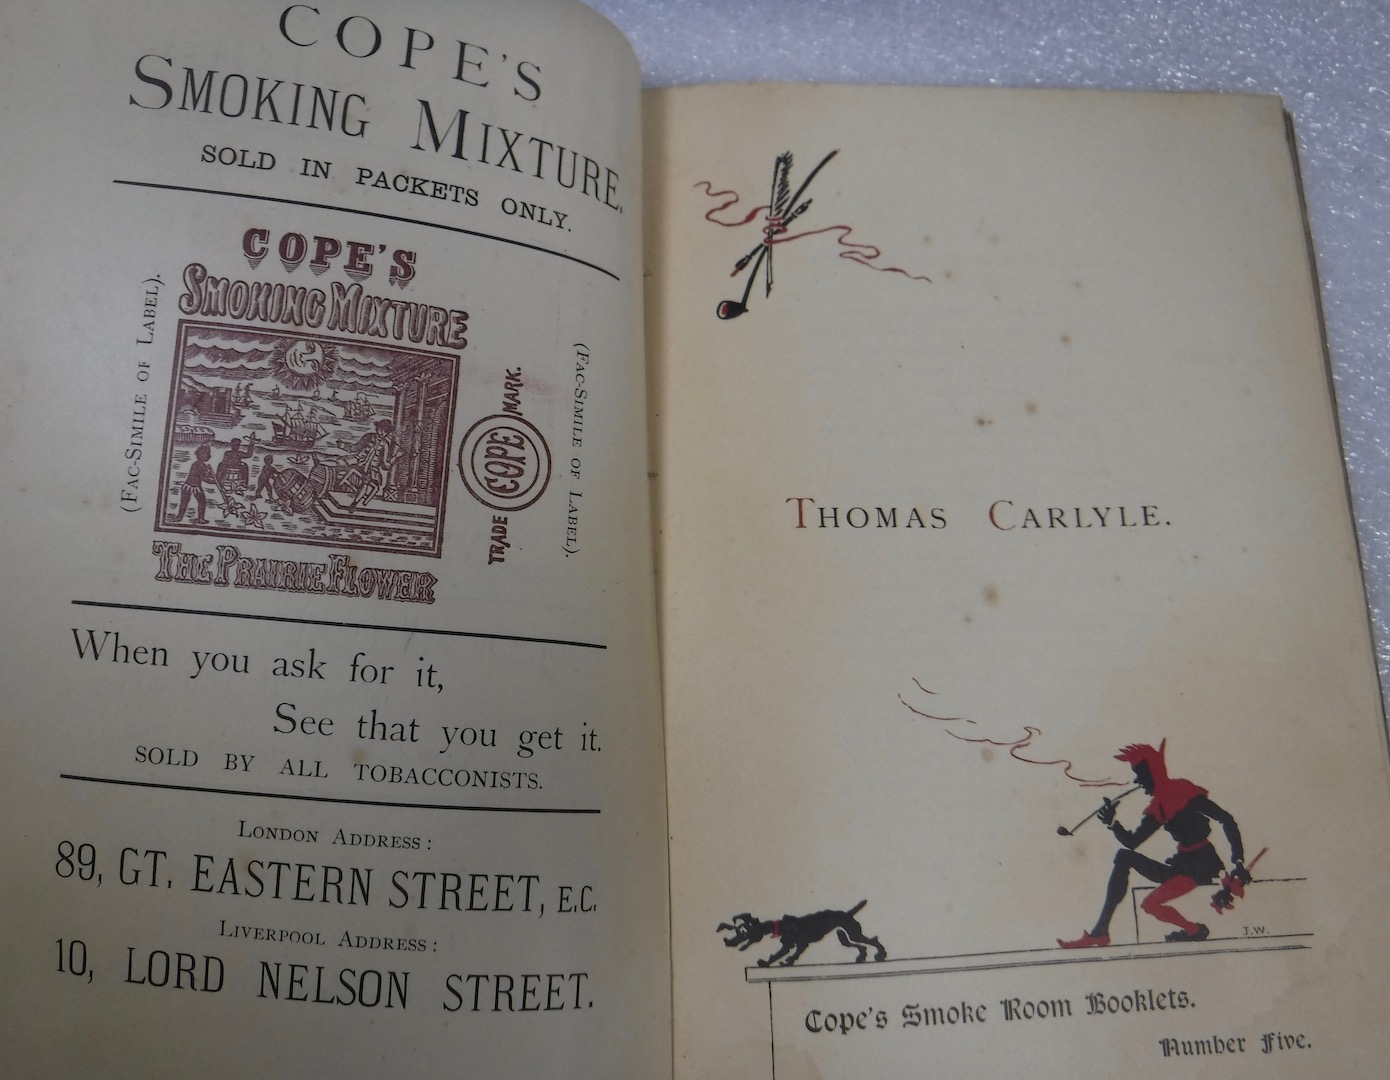 COPE'S
SMOKING MIXTURE.
SOLD IN PACKETS ONLY.
(FAC-SIMILE OF LABEL).
COPE'S
SMOKING MIXTURE
THE PRAIRIE FLOWER
TRADE MARK.
COPE
(FAC-SIMILE OF LABEL).
When you ask for it,
See that you get it.
SOLD BY ALL TOBACCONISTS.
LONDON ADDRESS:
89, GT. EASTERN STREET, E.C.
LIVERPOOL ADDRESS:
10, LORD NELSON STREET.
THOMAS CARLYLE.
J.W.
Cope's Smoke Room Booklets.
Number Five.